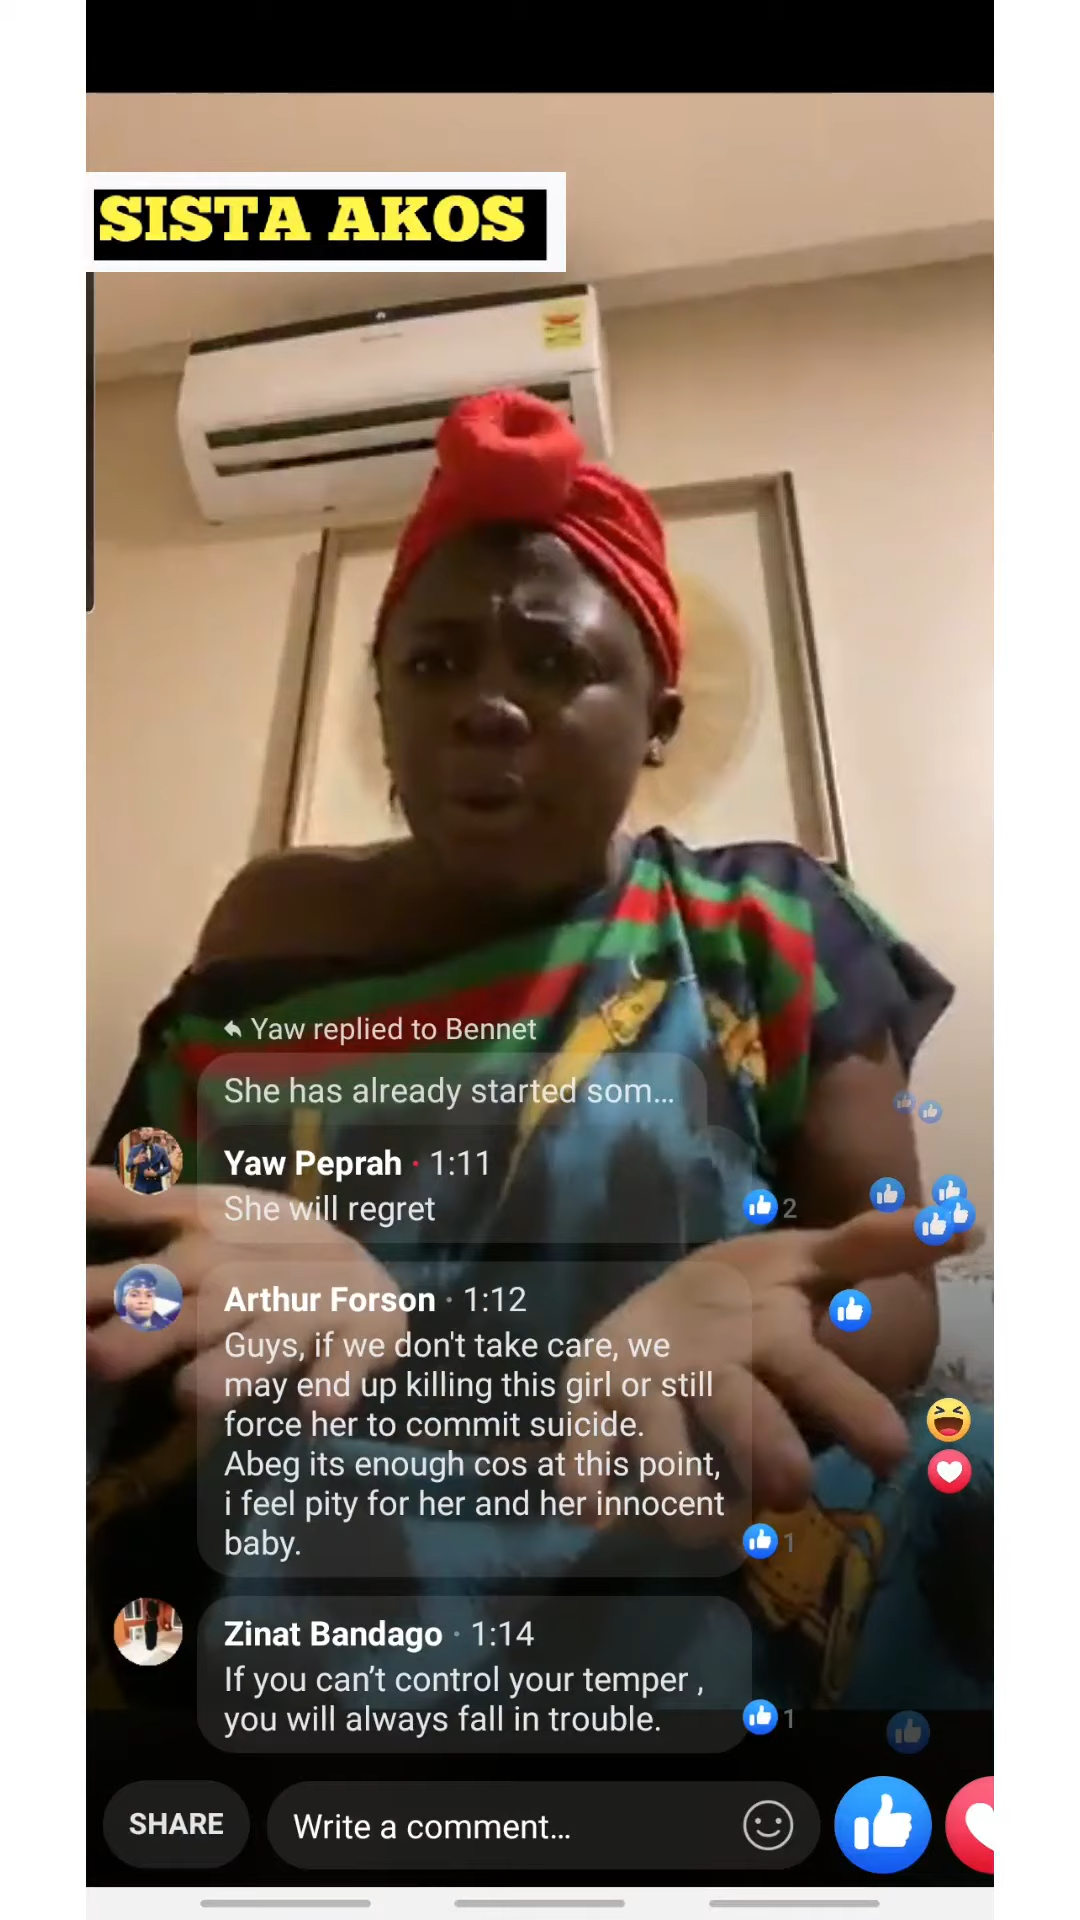 SISTA AKOS
Yaw replied to Bennet
She has already started som...
Yaw Peprah · 1:11
She will regret
2
Arthur Forson · 1:12
Guys, if we don't take care, we
may end up killing this girl or still
force her to commit suicide.
Abeg its enough cos at this point,
i feel pity for her and her innocent
baby.
1
Zinat Bandago · 1:14
If you can’t control your temper ,
you will always fall in trouble.
1
SHARE
Write a comment...